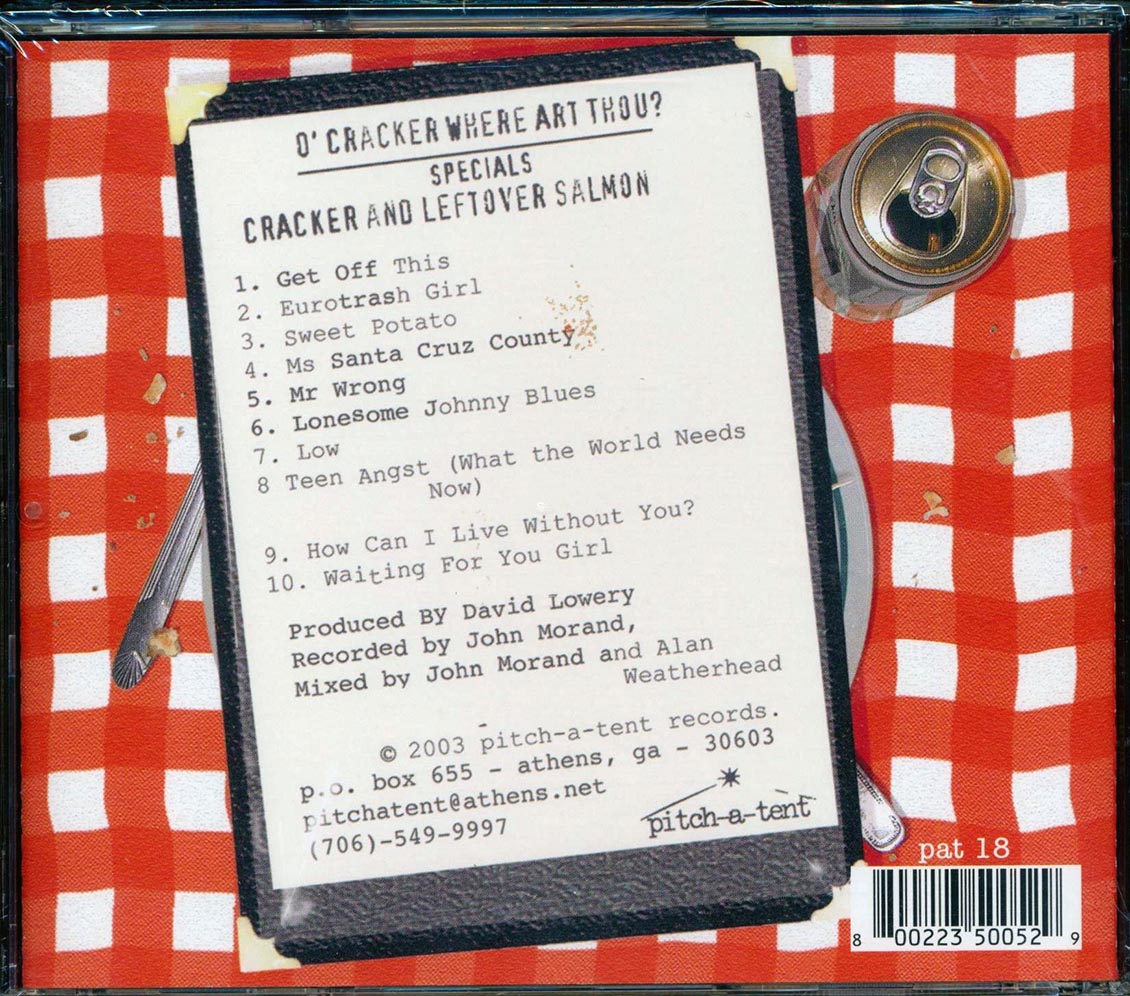 O' CRACKER WHERE ART THOU?
SPECIALS
CRACKER AND LEFTOVER SALMON
1. Get Off This
2. Eurotrash Girl
3. Sweet Potato
4. Ms Santa Cruz County
5. Mr Wrong
6. Lonesome Johnny Blues
7. Low
8 Teen Angst (What the World Needs
Now)
9. How Can I Live Without You?
10. Waiting For You Girl
Produced By David Lowery
Recorded by John Morand,
Mixed by John Morand and Alan
Weatherhead
© 2003 pitch-a-tent records.
p.o. box 655 - athens, ga - 30603
pitchatent@athens.net
(706)-549-9997
pitch-a-tent
pat 18
8 00223 50052 9